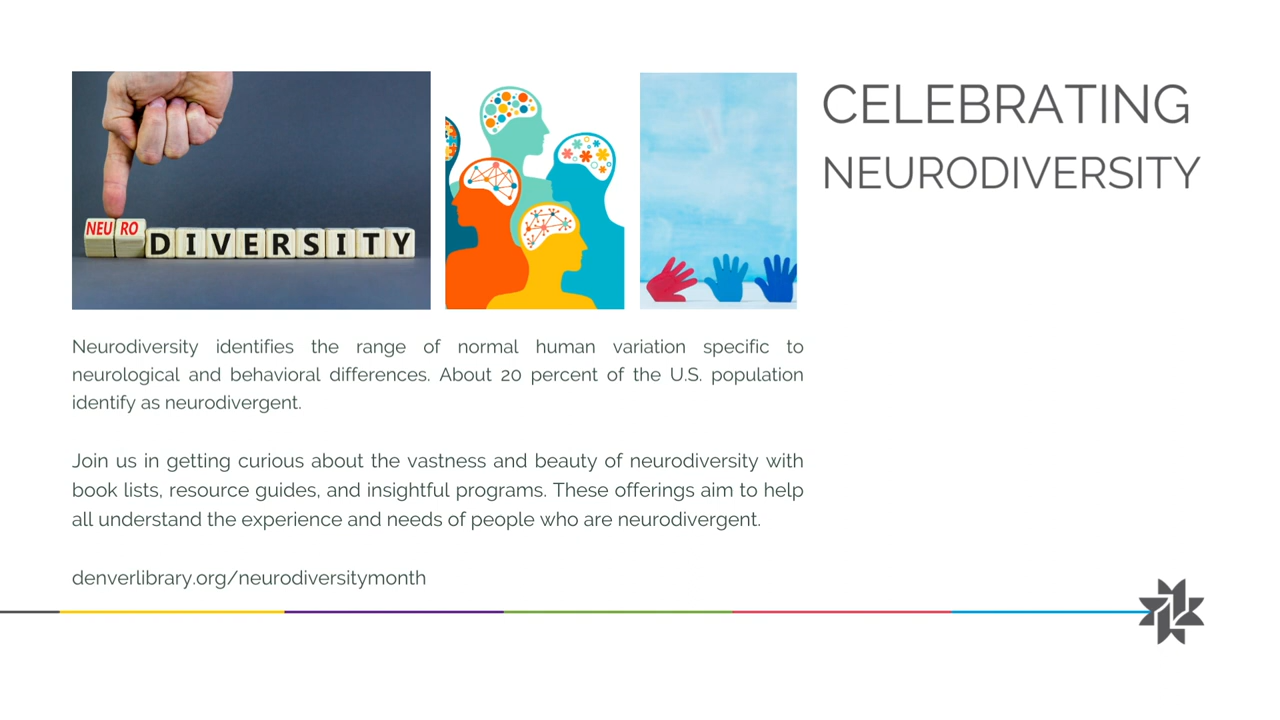 CELEBRATING
NEURODIVERSITY
NEURO DIVERSITY
Neurodiversity identifies the range of normal human variation specific to
neurological and behavioral differences. About 20 percent of the U.S. population
identify as neurodivergent.
Join us in getting curious about the vastness and beauty of neurodiversity with
book lists, resource guides, and insightful programs. These offerings aim to help
all understand the experience and needs of people who are neurodivergent.
denverlibrary.org/neurodiversitymonth